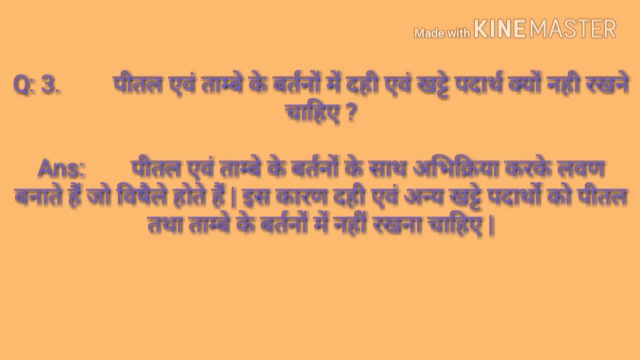 Made with KINEMASTER
Q: 3. पीतल एवं ताम्बे के बर्तनों में दही एवं खट्टे पदार्थ क्यों नही रखने
चाहिए ?
Ans: पीतल एवं ताम्बे के बर्तनों के साथ अभिक्रिया करके लवण
बनाते हैं जो विषैले होते हैं | इस कारण दही एवं अन्य खट्टे पदार्थो को पीतल
तथा ताम्बे के बर्तनों में नहीं रखना चाहिए |